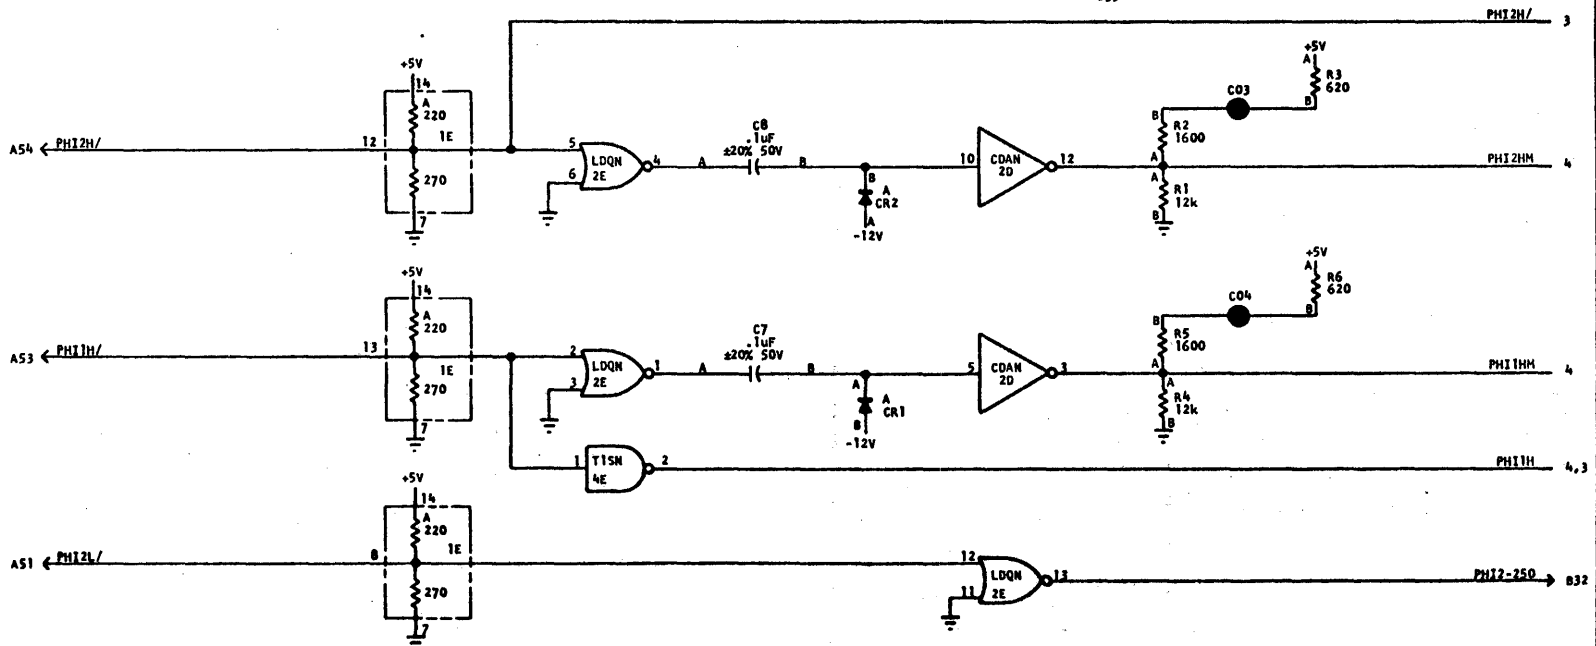 PHI2H/ 3
+5V
14
A
220
1E
270
7
A54 PHI2H/ 12
5
6
LDQN
2E
4
A
C8
.1uF
±20% 50V
B
B
A
CR2
A
-12V
10
CDAN
2D
12
+5V
A
R3
620
B
C03
B
R2
1600
A
A
R1
12k
B
PHI2HM 4
+5V
14
A
220
1E
270
7
A53 PHI1H/ 13
2
3
LDQN
2E
1
A
C7
.1uF
±20% 50V
B
A
A
CR1
B
-12V
5
CDAN
2D
3
+5V
A
R6
620
B
C04
B
R5
1600
A
A
R4
12k
B
PHI1HM 4
1
T1SN
4E
2
PHI1H 4,3
+5V
14
A
220
1E
270
7
A51 PHI2L/ 8
12
11
LDQN
2E
13
PHI2-250 B32